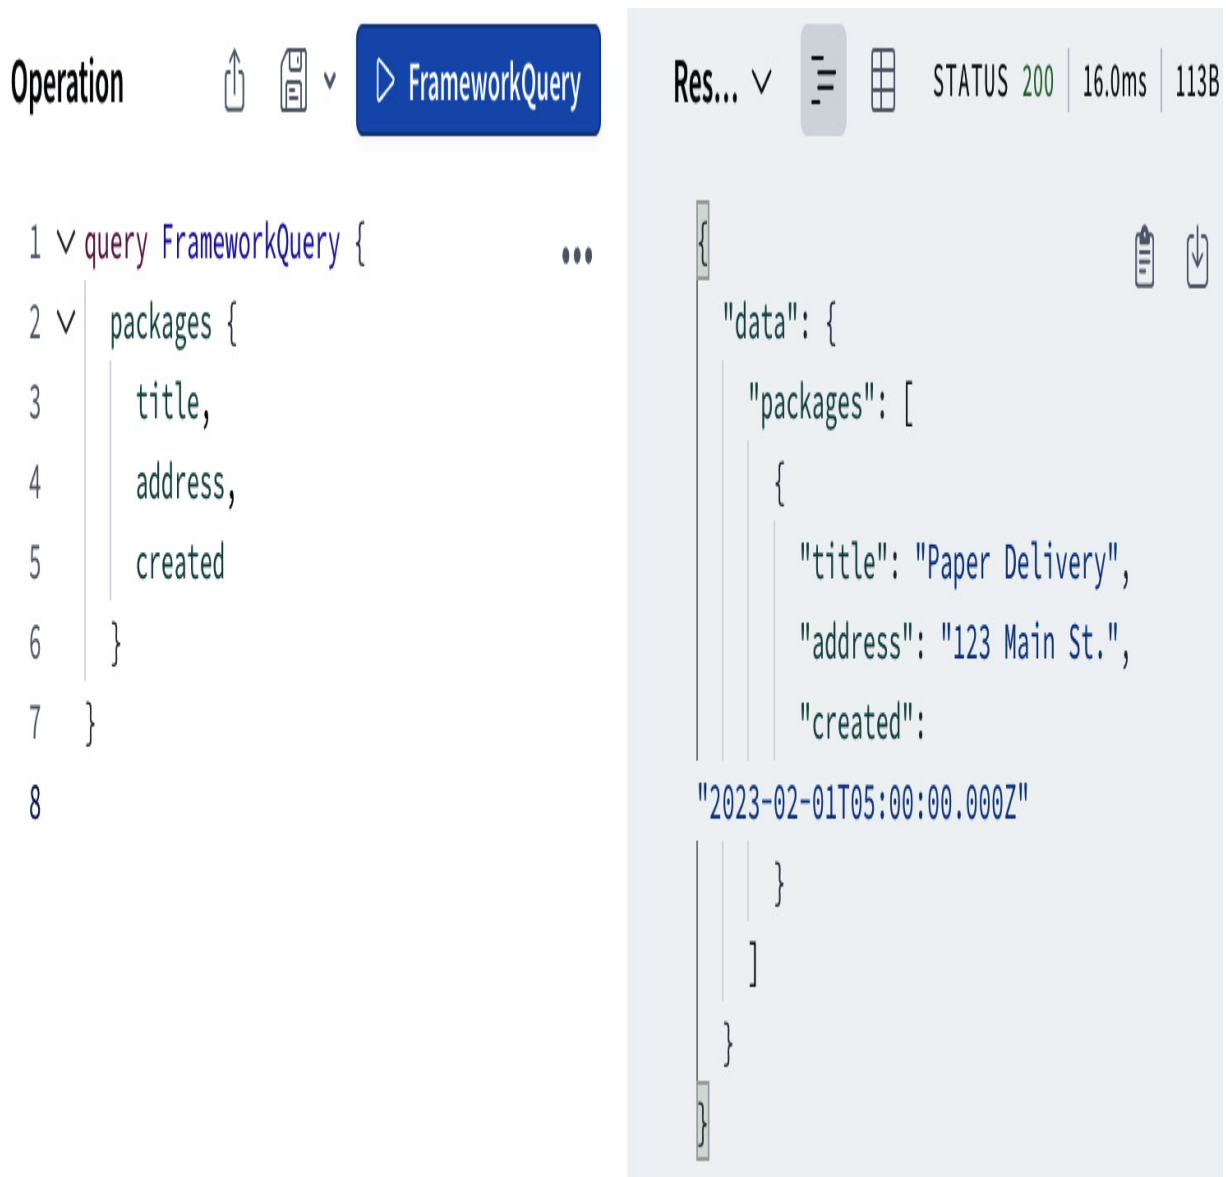 Operation
FrameworkQuery
1 query FrameworkQuery {
2 packages {
3 title,
4 address,
5 created
6 }
7 }
8
Res... STATUS 200 16.0ms 113B
{
"data": {
"packages": [
{
"title": "Paper Delivery",
"address": "123 Main St.",
"created":
"2023-02-01T05:00:00.000Z"
}
]
}
}